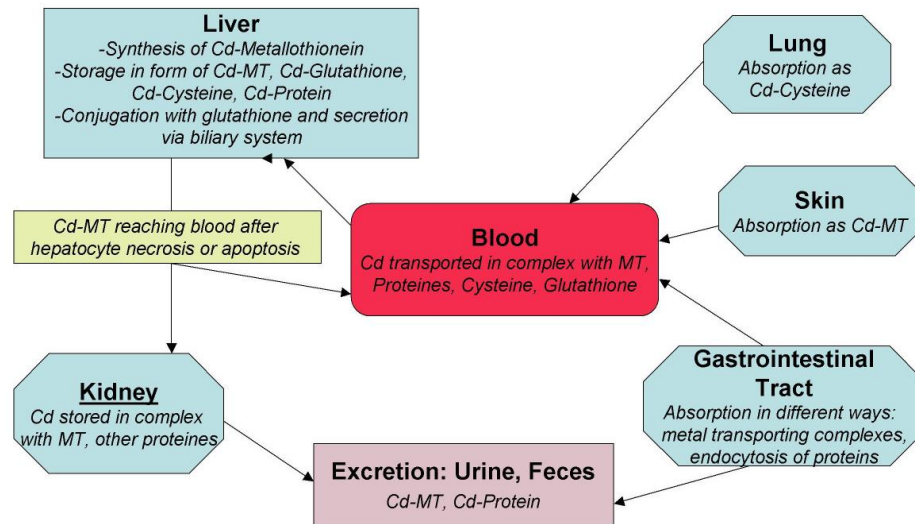 Liver
-Synthesis of Cd-Metallothionein
-Storage in form of Cd-MT, Cd-Glutathione,
Cd-Cysteine, Cd-Protein
-Conjugation with glutathione and secretion
via biliary system
Lung
Absorption as
Cd-Cysteine
Cd-MT reaching blood after
hepatocyte necrosis or apoptosis
Blood
Cd transported in complex with MT,
Proteines, Cysteine, Glutathione
Skin
Absorption as Cd-MT
Kidney
Cd stored in complex
with MT, other proteines
Gastrointestinal
Tract
Absorption in different ways:
metal transporting complexes,
endocytosis of proteins
Excretion: Urine, Feces
Cd-MT, Cd-Protein